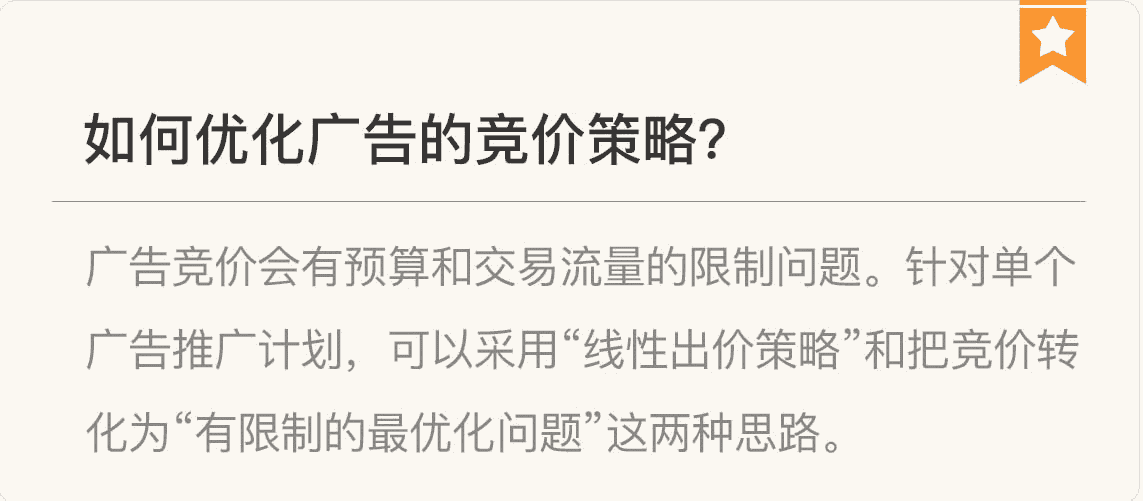 如何优化广告的竞价策略?
广告竞价会有预算和交易流量的限制问题。针对单个
广告推广计划，可以采用“线性出价策略”和把竞价转
化为“有限制的最优化问题”这两种思路。